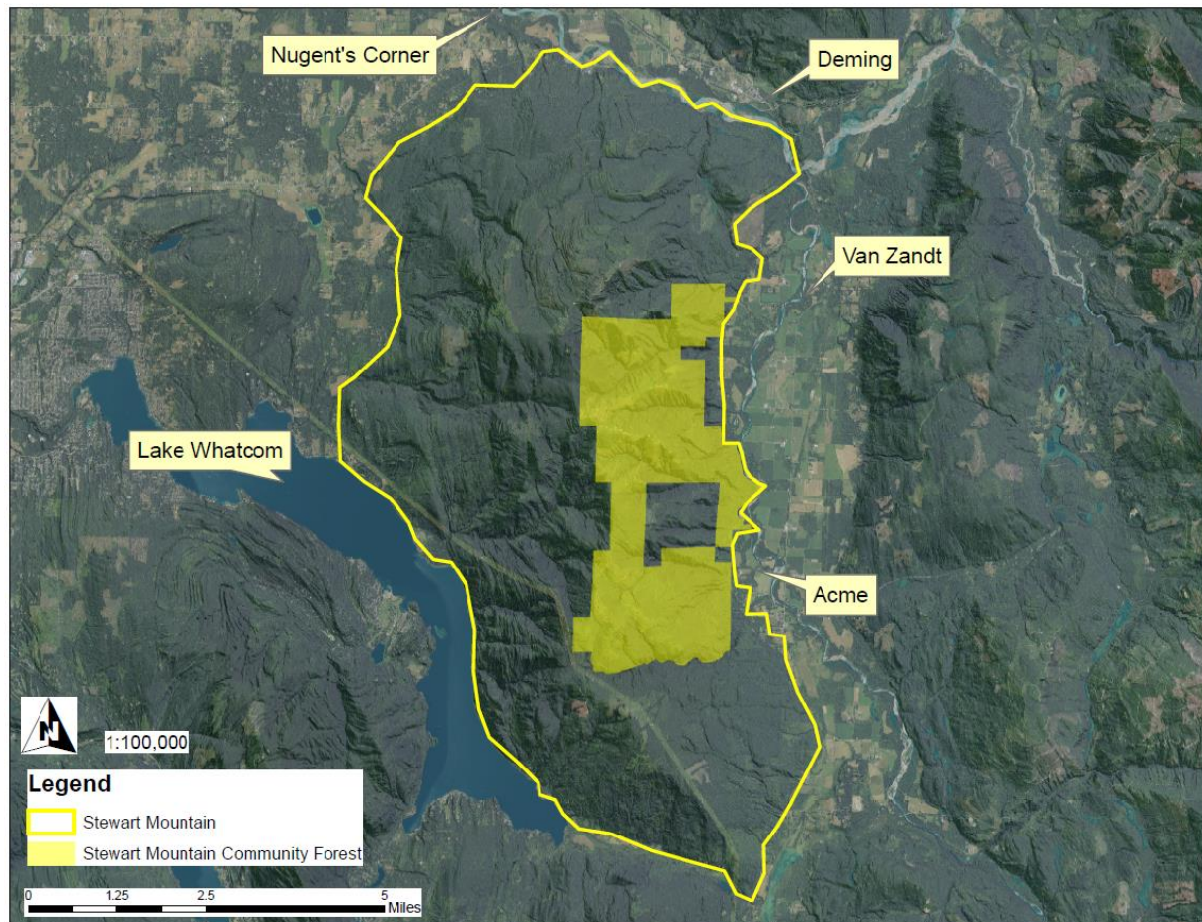 Nugent's Corner
Deming
Van Zandt
Lake Whatcom
Acme
N
1:100,000
Legend
Stewart Mountain
Stewart Mountain Community Forest
0 1.25 2.5 5
Miles